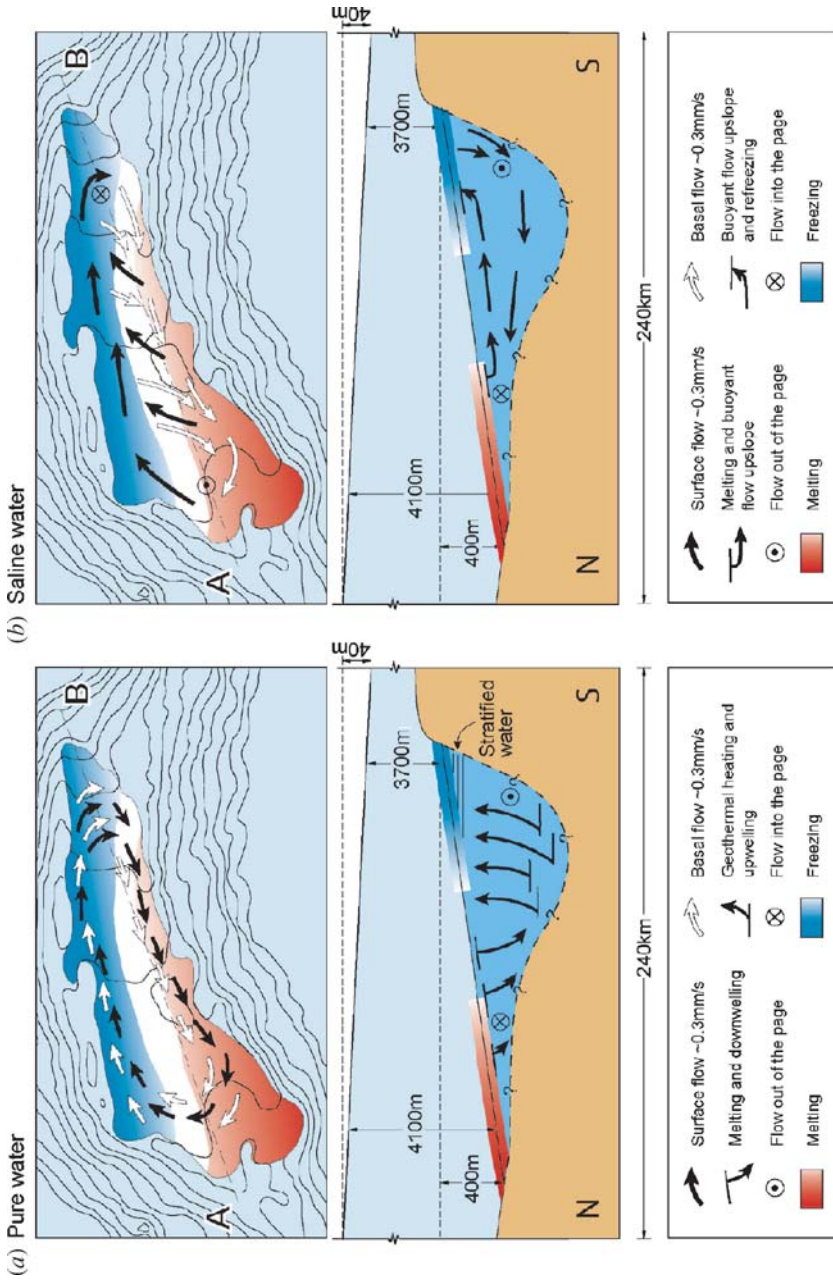 (a) Pure water
A
B
40m
3700m
4100m
400m
Stratified
water
N
S
?
?
?
?
240km
Surface flow ~0.3mm/s
Basal flow ~0.3mm/s
Melting and downwelling
Geothermal heating and
upwelling
Flow out of the page
Flow into the page
Melting
Freezing
(b) Saline water
A
B
40m
3700m
4100m
400m
N
S
?
?
?
?
240km
Surface flow ~0.3mm/s
Basal flow ~0.3mm/s
Melting and buoyant
flow upslope
Buoyant flow upslope
and refreezing
Flow out of the page
Flow into the page
Melting
Freezing